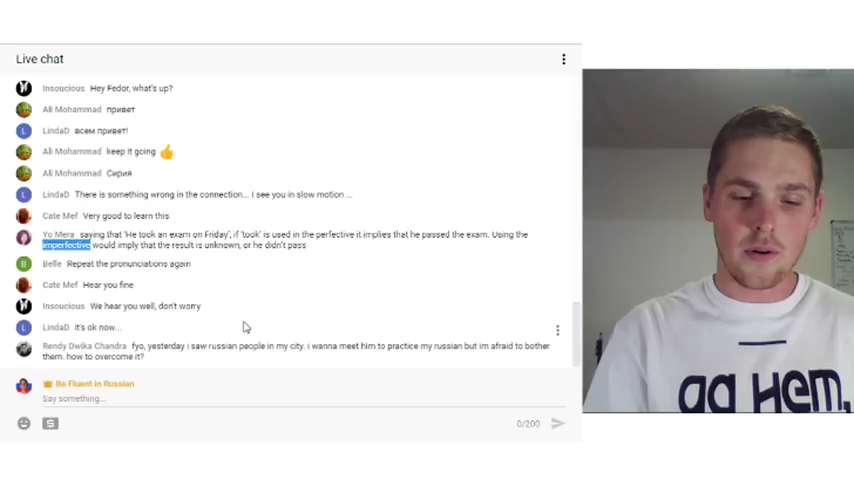 Live chat
Insoucious Hey Fedor, what's up?
Ali Mohammad привет
LindaD всем привет!
Ali Mohammad keep it going
Ali Mohammad Сирия
LindaD There is something wrong in the connection... I see you in slow motion ...
Cate Mef Very good to learn this
Yo Mera saying that 'He took an exam on Friday', if 'took' is used in the perfective it implies that he passed the exam. Using the
imperfective would imply that the result is unknown, or he didn't pass
Belle Repeat the pronunciations again
Cate Mef Hear you fine
Insoucious We hear you well, don't worry
LindaD it's ok now...
Rendy Dwika Chandra fyo, yesterday i saw russian people in my city. i wanna meet him to practice my russian but im afraid to bother
them. how to overcome it?
Be Fluent in Russian
Say something...
0/200
да нем.